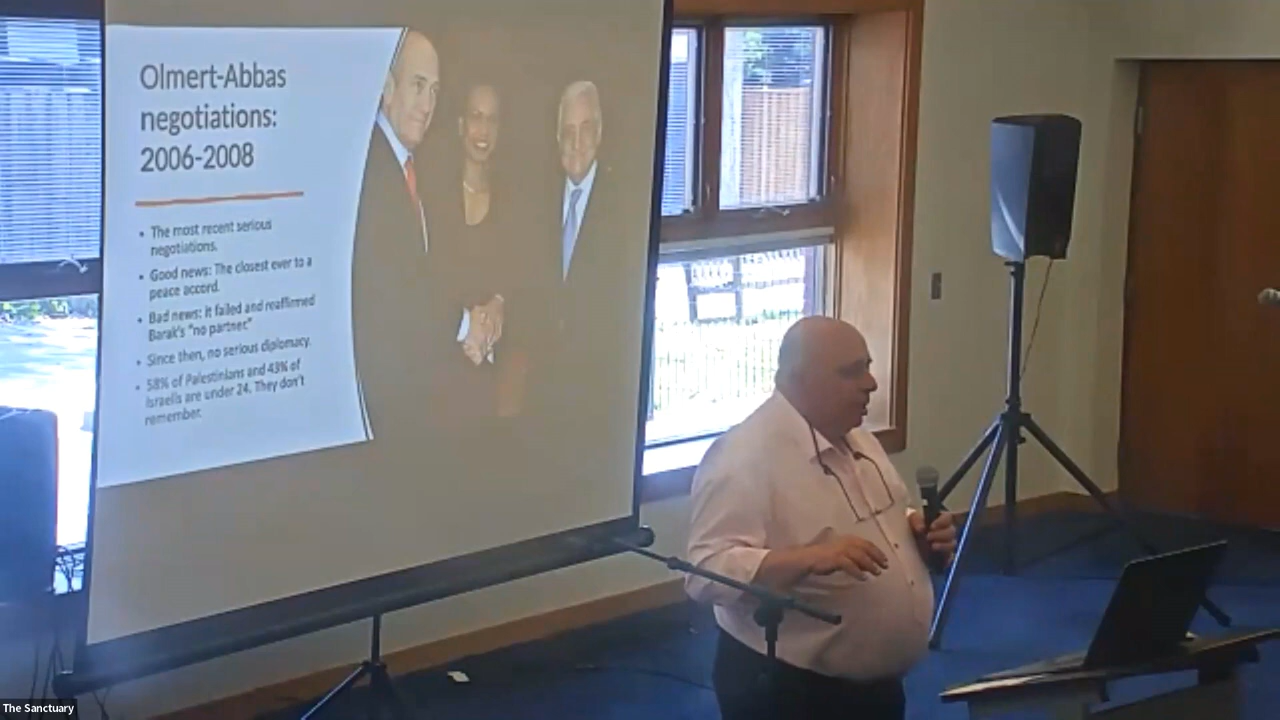 Olmert-Abbas
negotiations:
2006-2008
• The most recent serious
negotiations.
• Good news: The closest ever to a
peace accord.
• Bad news: it failed and reaffirmed
Barak's "no partner."
• Since then, no serious diplomacy.
• 58% of Palestinians and 43% of
Israelis are under 24. They don't
remember.
The Sanctuary